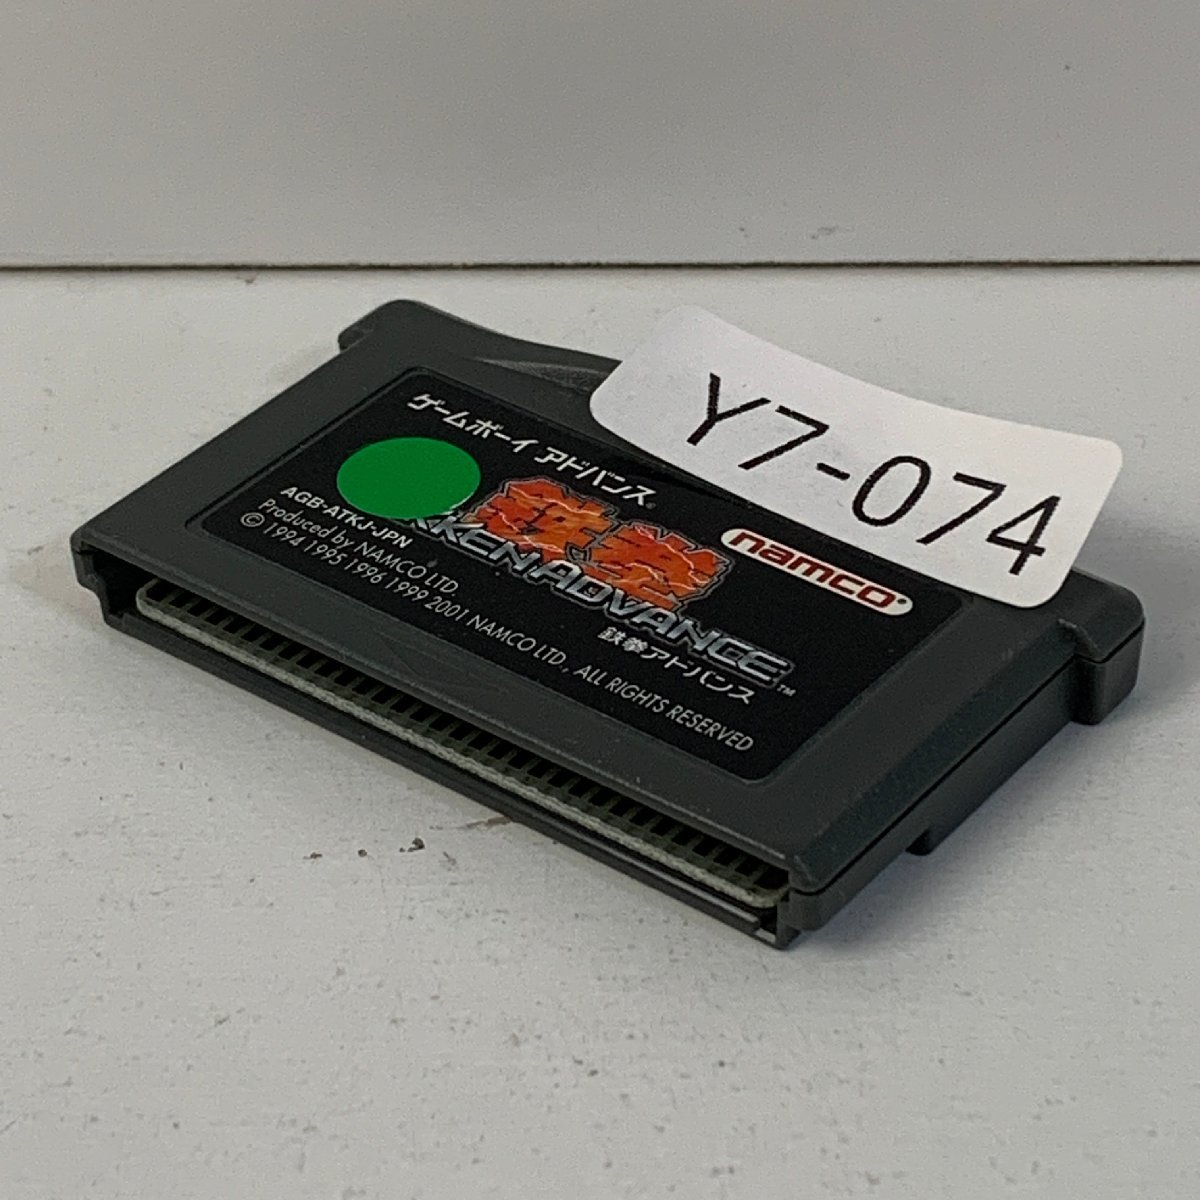 Y7-074
ゲームボーイ アドバンス®
namco®
鉄拳
KKEN ADVANCE™
鉄拳アドバンス
AGB-ATKJ-JPN
Produced by NAMCO LTD.
© 1994 1995 1996 1999 2001 NAMCO LTD., ALL RIGHTS RESERVED